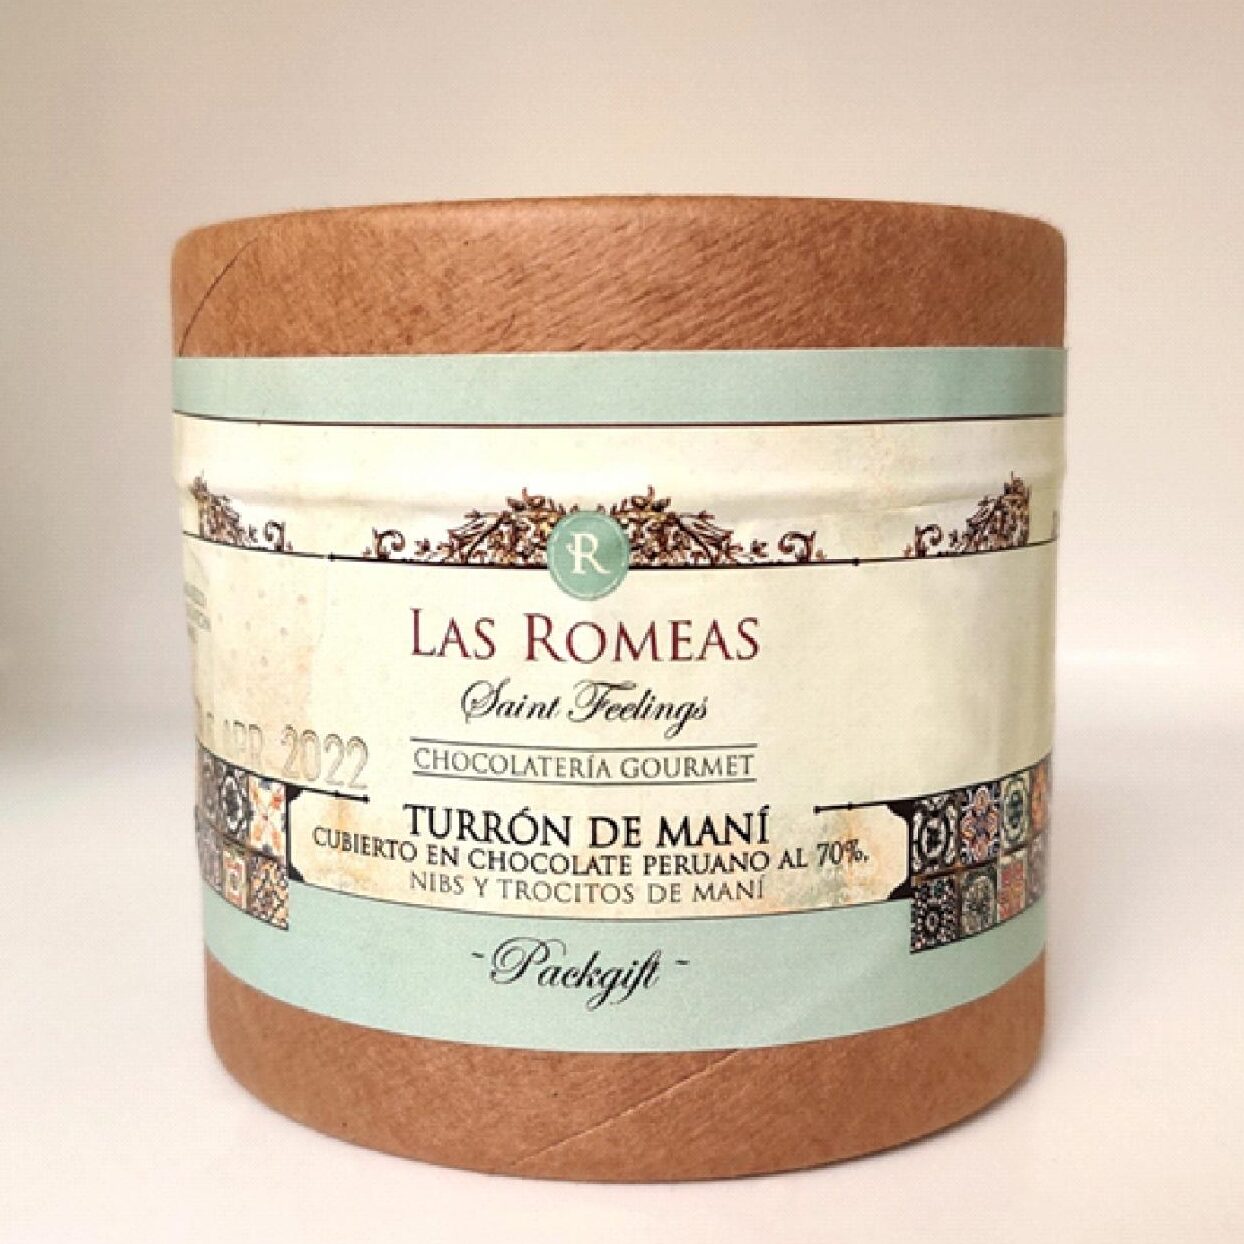 R
LAS ROMEAS
Saint Feelings
CHOCOLATERÍA GOURMET
APR 2022
TURRÓN DE MANÍ
CUBIERTO EN CHOCOLATE PERUANO AL 70%.
NIBS Y TROCITOS DE MANÍ
~Packgift~